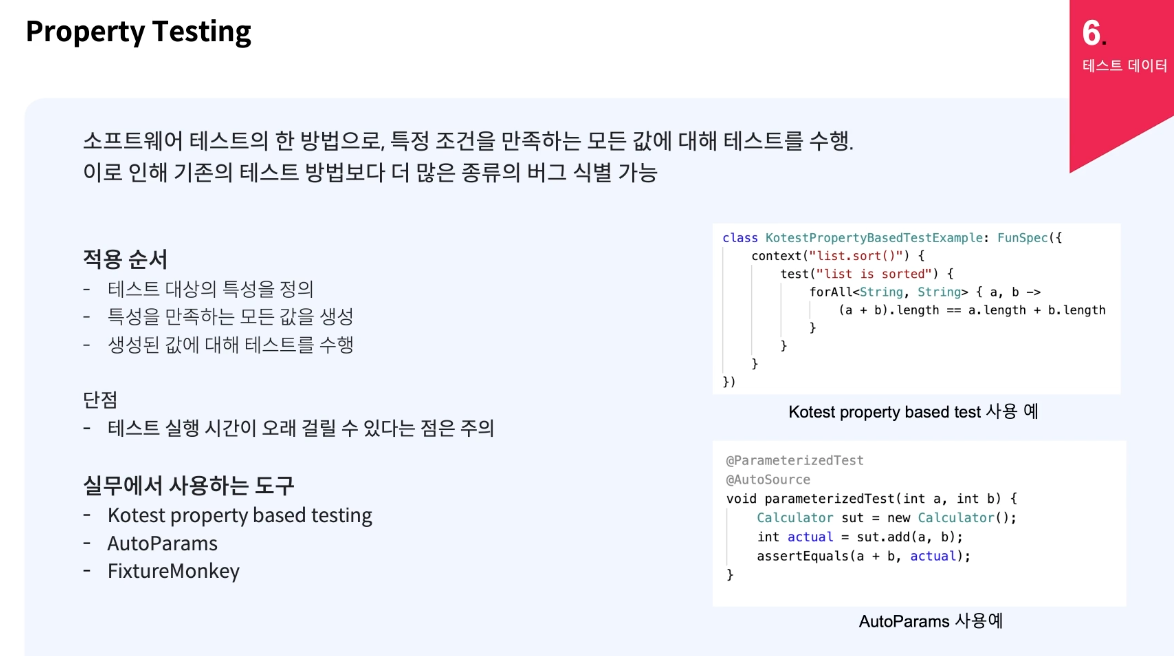 Property Testing
6.
테스트 데이터
소프트웨어 테스트의 한 방법으로, 특정 조건을 만족하는 모든 값에 대해 테스트를 수행.
이로 인해 기존의 테스트 방법보다 더 많은 종류의 버그 식별 가능
적용 순서
- 테스트 대상의 특성을 정의
- 특성을 만족하는 모든 값을 생성
- 생성된 값에 대해 테스트를 수행
단점
- 테스트 실행 시간이 오래 걸릴 수 있다는 점은 주의
실무에서 사용하는 도구
- Kotest property based testing
- AutoParams
- FixtureMonkey
class KotestPropertyBasedTestExample: FunSpec({
    context("list.sort()") {
        test("list is sorted") {
            forAll<String, String> { a, b ->
                (a + b).length == a.length + b.length
            }
        }
    }
})
Kotest property based test 사용 예
@ParameterizedTest
@AutoSource
void parameterizedTest(int a, int b) {
    Calculator sut = new Calculator();
    int actual = sut.add(a, b);
    assertEquals(a + b, actual);
}
AutoParams 사용예